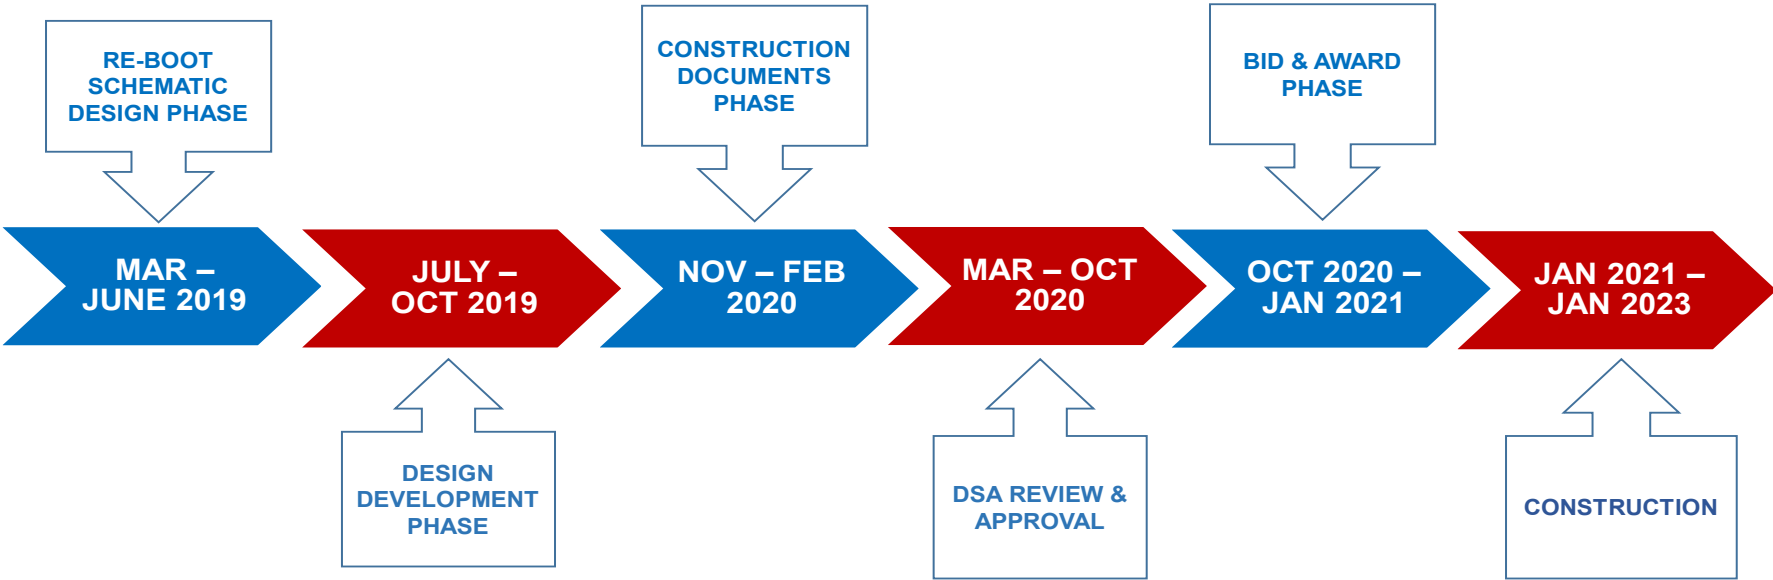 RE-BOOT
SCHEMATIC
DESIGN PHASE
CONSTRUCTION
DOCUMENTS
PHASE
BID & AWARD
PHASE
MAR –
JUNE 2019
JULY –
OCT 2019
NOV – FEB
2020
MAR – OCT
2020
OCT 2020 –
JAN 2021
JAN 2021 –
JAN 2023
DESIGN
DEVELOPMENT
PHASE
DSA REVIEW &
APPROVAL
CONSTRUCTION